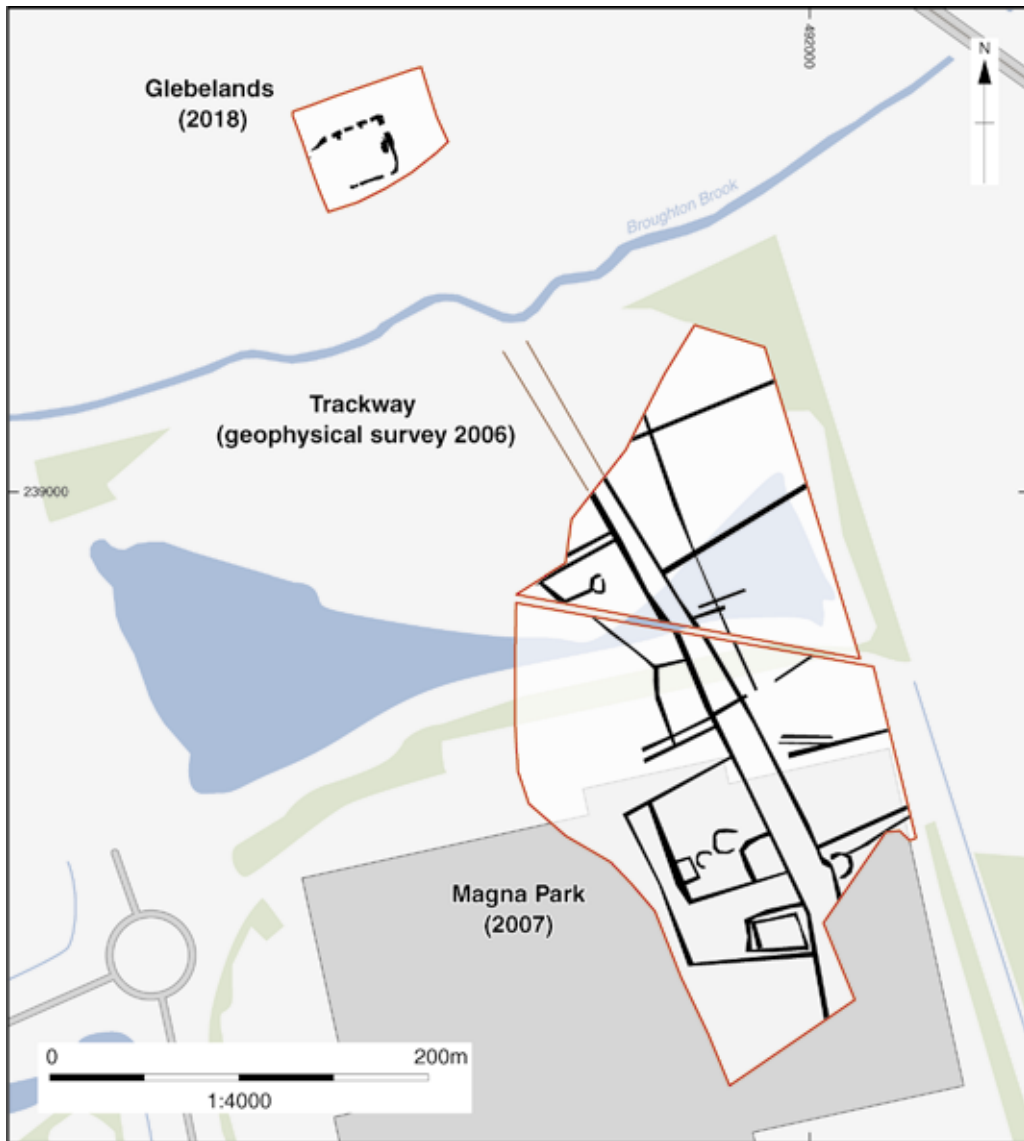 492000
N
Glebelands
(2018)
Broughton Brook
Trackway
(geophysical survey 2006)
239000
Magna Park
(2007)
0 200m
1:4000